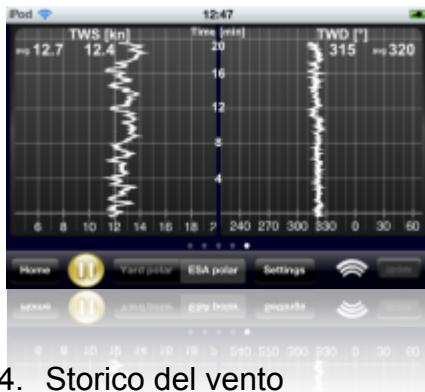 iPod 12:47
TWS [kn] Time [min] TWD [°]
avg 12.7 12.4 20 315 avg 320
16
12
8
4
6 8 10 12 14 16 18 2 240 270 300 330 0 30 60
Home Yard polar ESA polar Settings
4. Storico del vento